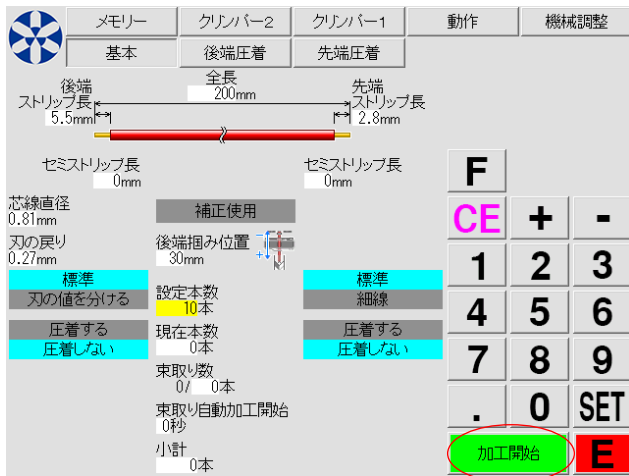 メモリー
クリンパー2
クリンパー1
動作
機械調整
基本
後端圧着
先端圧着
後端
ストリップ長
5.5mm
全長
200mm
先端
ストリップ長
2.8mm
セミストリップ長
0mm
セミストリップ長
0mm
芯線直径
0.81mm
補正使用
刃の戻り
0.27mm
後端掴み位置
30mm
標準
刃の値を分ける
設定本数
10本
標準
細線
圧着する
圧着しない
現在本数
0本
圧着する
圧着しない
束取り数
0/ 0本
束取り自動加工開始
0秒
小計
0本
F
CE + -
1 2 3
4 5 6
7 8 9
. 0 SET
加工開始 E